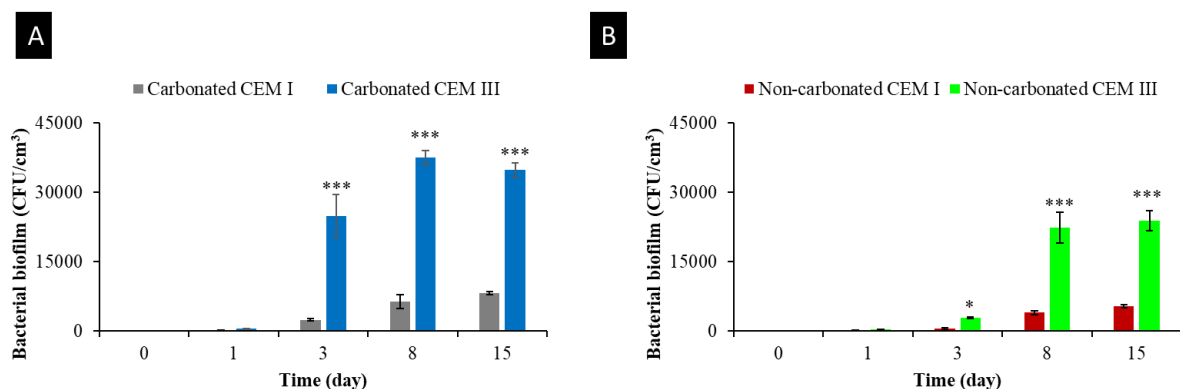 A
Carbonated CEM I
Carbonated CEM III
Bacterial biofilm (CFU/cm³)
45000
30000
15000
0
***
***
***
0 1 3 8 15
Time (day)
B
Non-carbonated CEM I
Non-carbonated CEM III
Bacterial biofilm (CFU/cm³)
45000
30000
15000
0
*
***
***
0 1 3 8 15
Time (day)